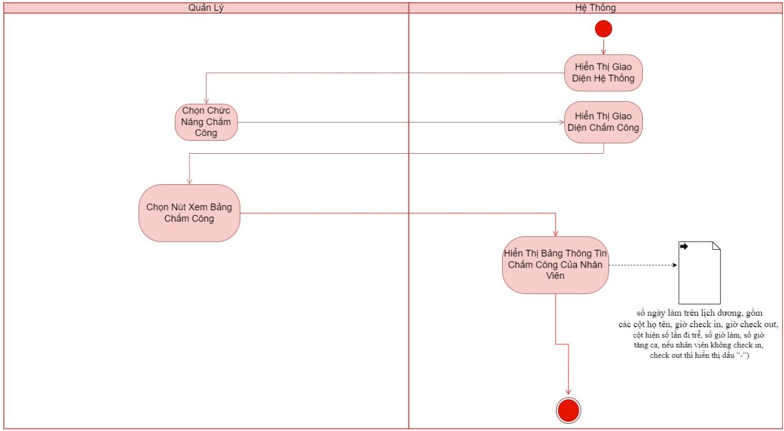 Quản Lý
Hệ Thống
Hiển Thị Giao
Diện Hệ Thống
Chọn Chức
Năng Chấm
Công
Hiển Thị Giao
Diện Chấm Công
Chọn Nút Xem Bảng
Chấm Công
Hiển Thị Bảng Thông Tin
Chấm Công Của Nhân
Viên
số ngày làm trên lịch dương, gồm
các cột họ tên, giờ check in, giờ check out,
cột hiện số lần đi trễ, số giờ làm, số giờ
tăng ca, nếu nhân viên không check in,
check out thì hiển thị dấu "-")